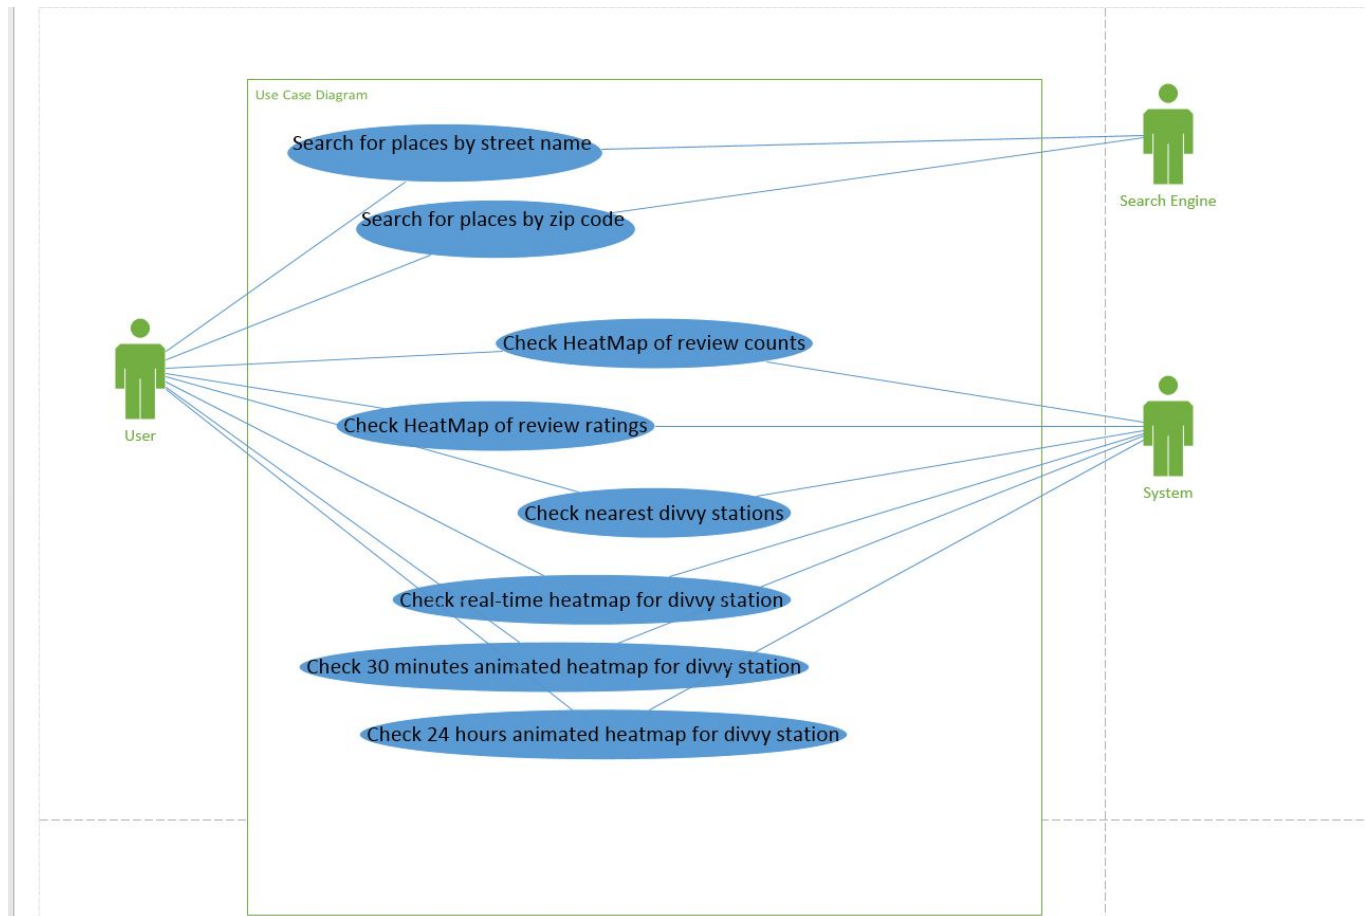 Use Case Diagram
Search for places by street name
Search for places by zip code
Search Engine
Check HeatMap of review counts
User
Check HeatMap of review ratings
System
Check nearest divvy stations
Check real-time heatmap for divvy station
Check 30 minutes animated heatmap for divvy station
Check 24 hours animated heatmap for divvy station